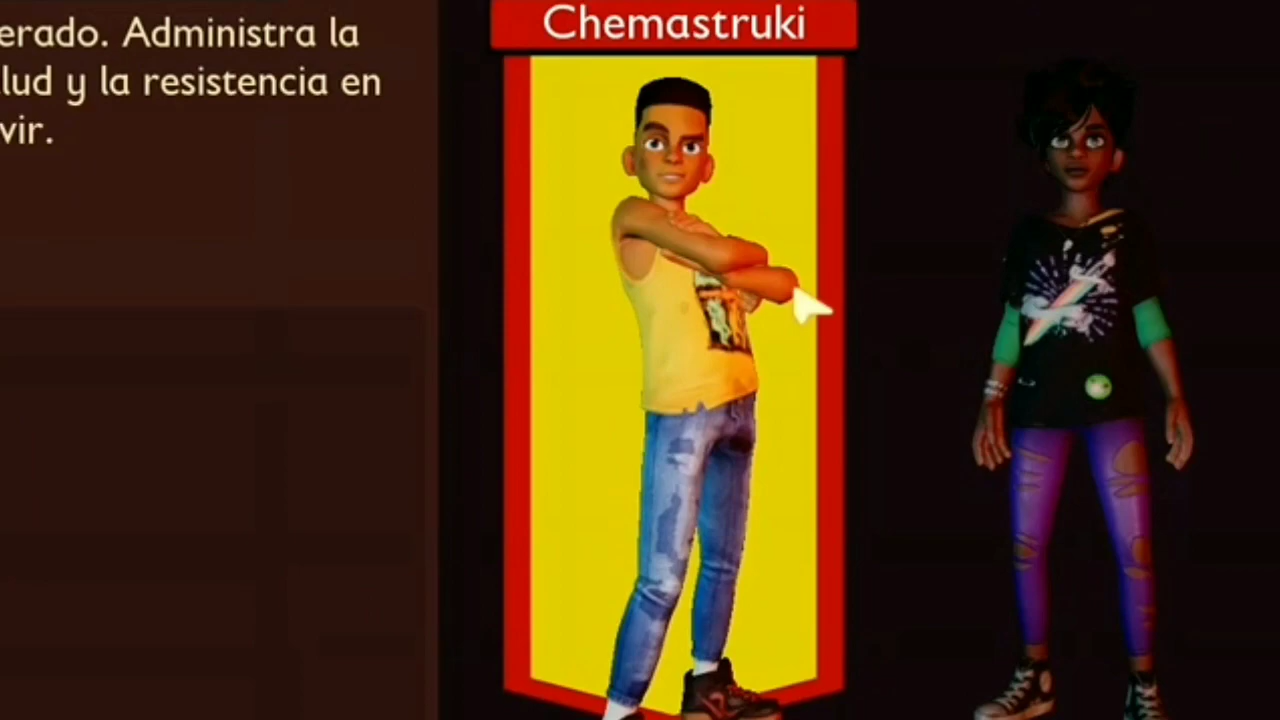 erado. Administra la
lud y la resistencia en
vir.
Chemastruki